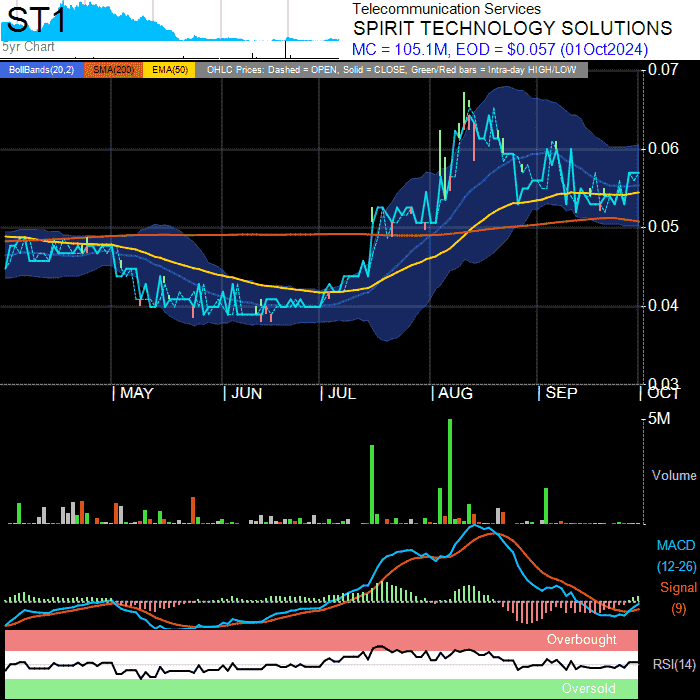 ST1
5yr Chart
Telecommunication Services
SPIRIT TECHNOLOGY SOLUTIONS
MC = 105.1M, EOD = $0.057 (01Oct2024)
BollBands(20,2) SMA(200) EMA(50) OHLC Prices: Dashed = OPEN, Solid = CLOSE, Green/Red bars = Intra-day HIGH/LOW
0.07
0.06
0.05
0.04
0.03
MAY JUN JUL AUG SEP OCT
5M
Volume
MACD
(12-26)
Signal
(9)
Overbought
RSI(14)
Oversold